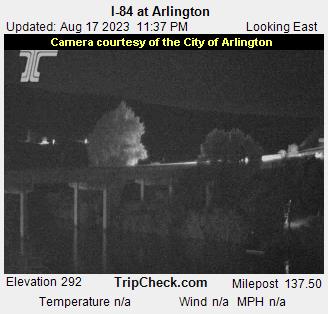 I-84 at Arlington
Updated: Aug 17 2023 11:37 PM Looking East
Camera courtesy of the City of Arlington
Elevation 292 TripCheck.com Milepost 137.50
Temperature n/a Wind n/a MPH n/a